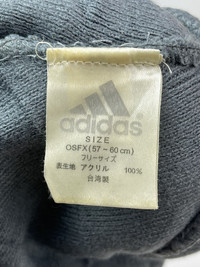 adidas
SIZE
OSFX(57～60cm)
フリーサイズ
表生地 アクリル 100%
台湾製